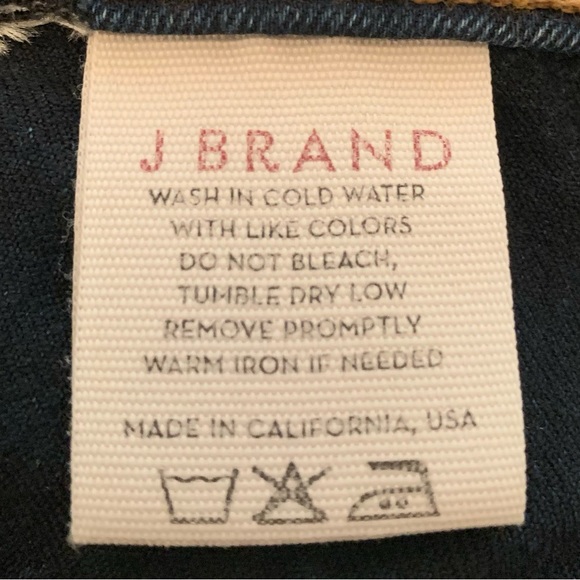 J BRAND
WASH IN COLD WATER
WITH LIKE COLORS
DO NOT BLEACH,
TUMBLE DRY LOW
REMOVE PROMPTLY
WARM IRON IF NEEDED
MADE IN CALIFORNIA, USA